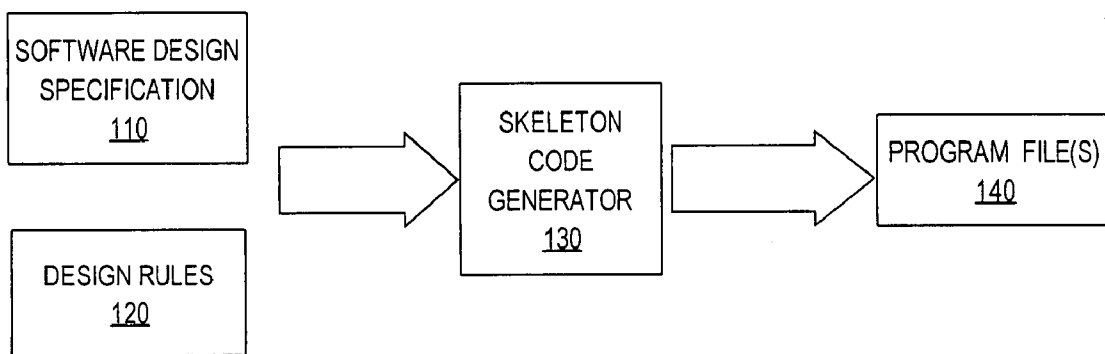 SOFTWARE DESIGN
SPECIFICATION
110
DESIGN RULES
120
SKELETON
CODE
GENERATOR
130
PROGRAM FILE(S)
140